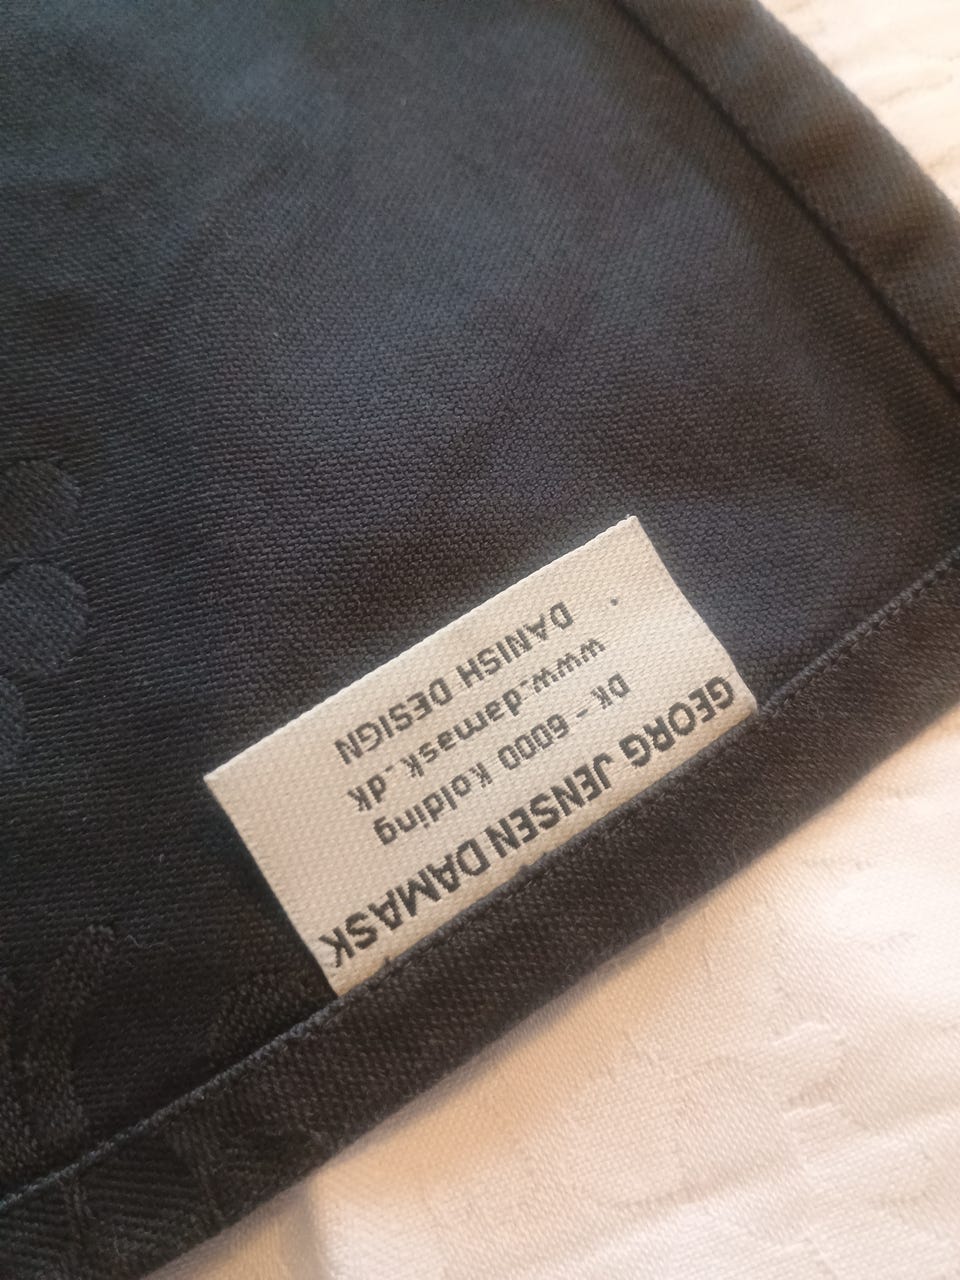 GEORG JENSEN DAMASK
DK - 6000 Kolding
www.damask.dk
DANISH DESIGN